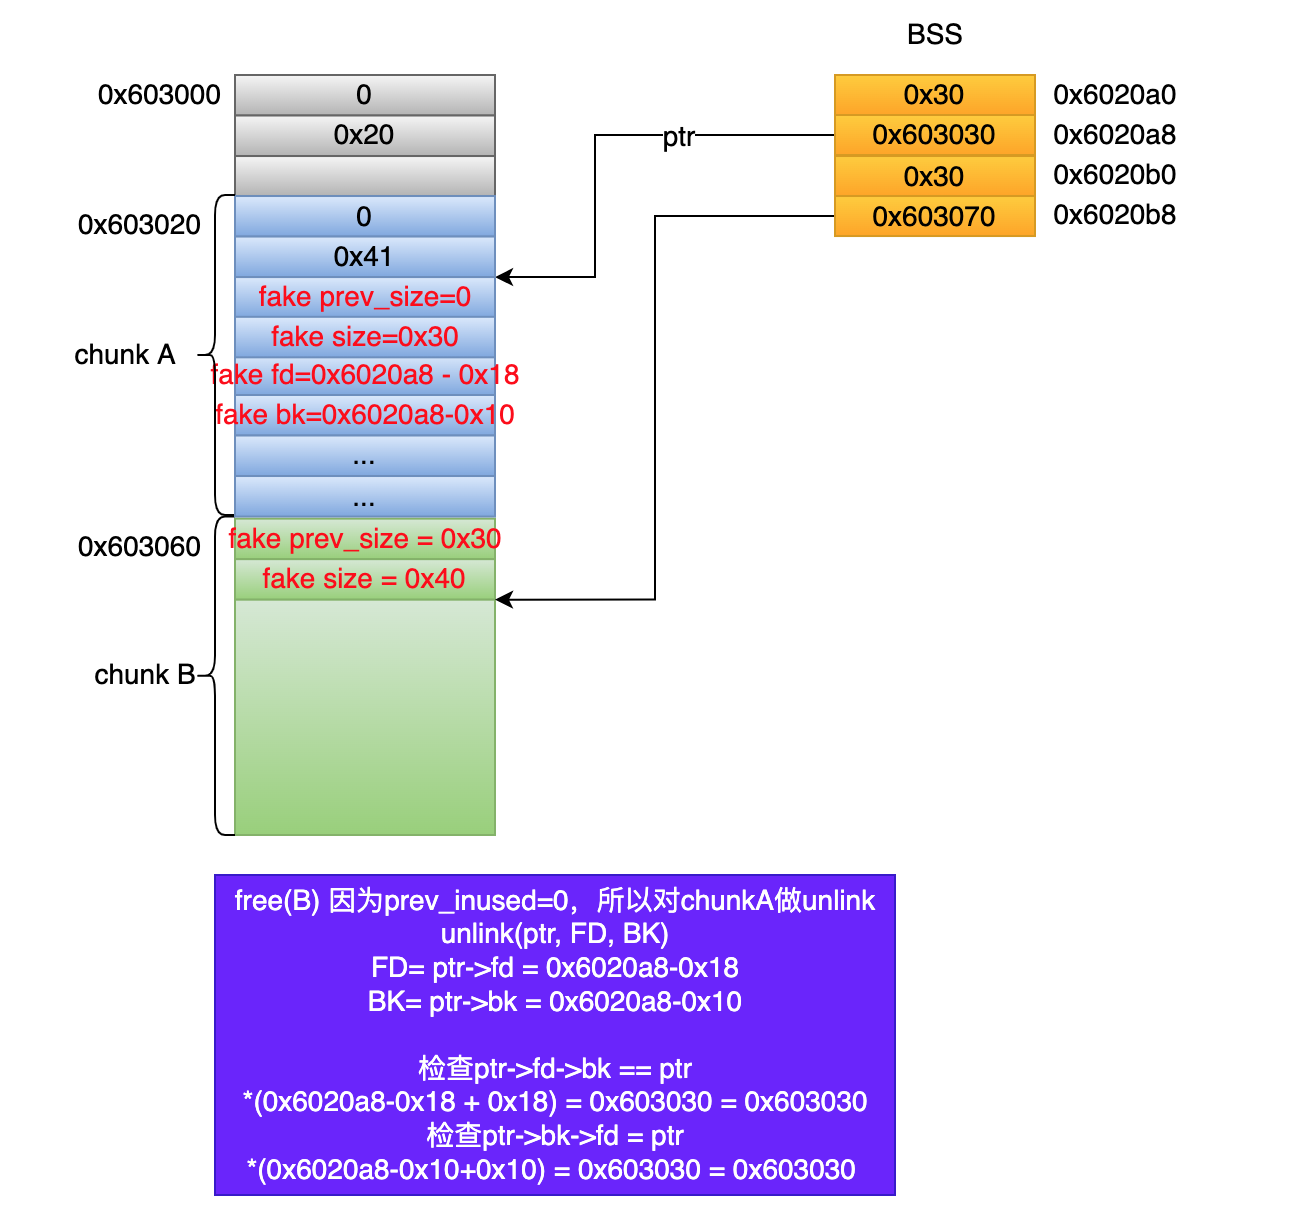 BSS
0x603000
0
0x30
0x6020a0
0x20
ptr
0x603030
0x6020a8
0x30
0x6020b0
0x603020
0
0x603070
0x6020b8
0x41
fake prev_size=0
fake size=0x30
chunk A
fake fd=0x6020a8 - 0x18
fake bk=0x6020a8-0x10
...
...
0x603060
fake prev_size = 0x30
fake size = 0x40
chunk B
free(B) 因为prev_inused=0，所以对chunkA做unlink
unlink(ptr, FD, BK)
FD= ptr->fd = 0x6020a8-0x18
BK= ptr->bk = 0x6020a8-0x10
检查ptr->fd->bk == ptr
*(0x6020a8-0x18 + 0x18) = 0x603030 = 0x603030
检查ptr->bk->fd = ptr
*(0x6020a8-0x10+0x10) = 0x603030 = 0x603030